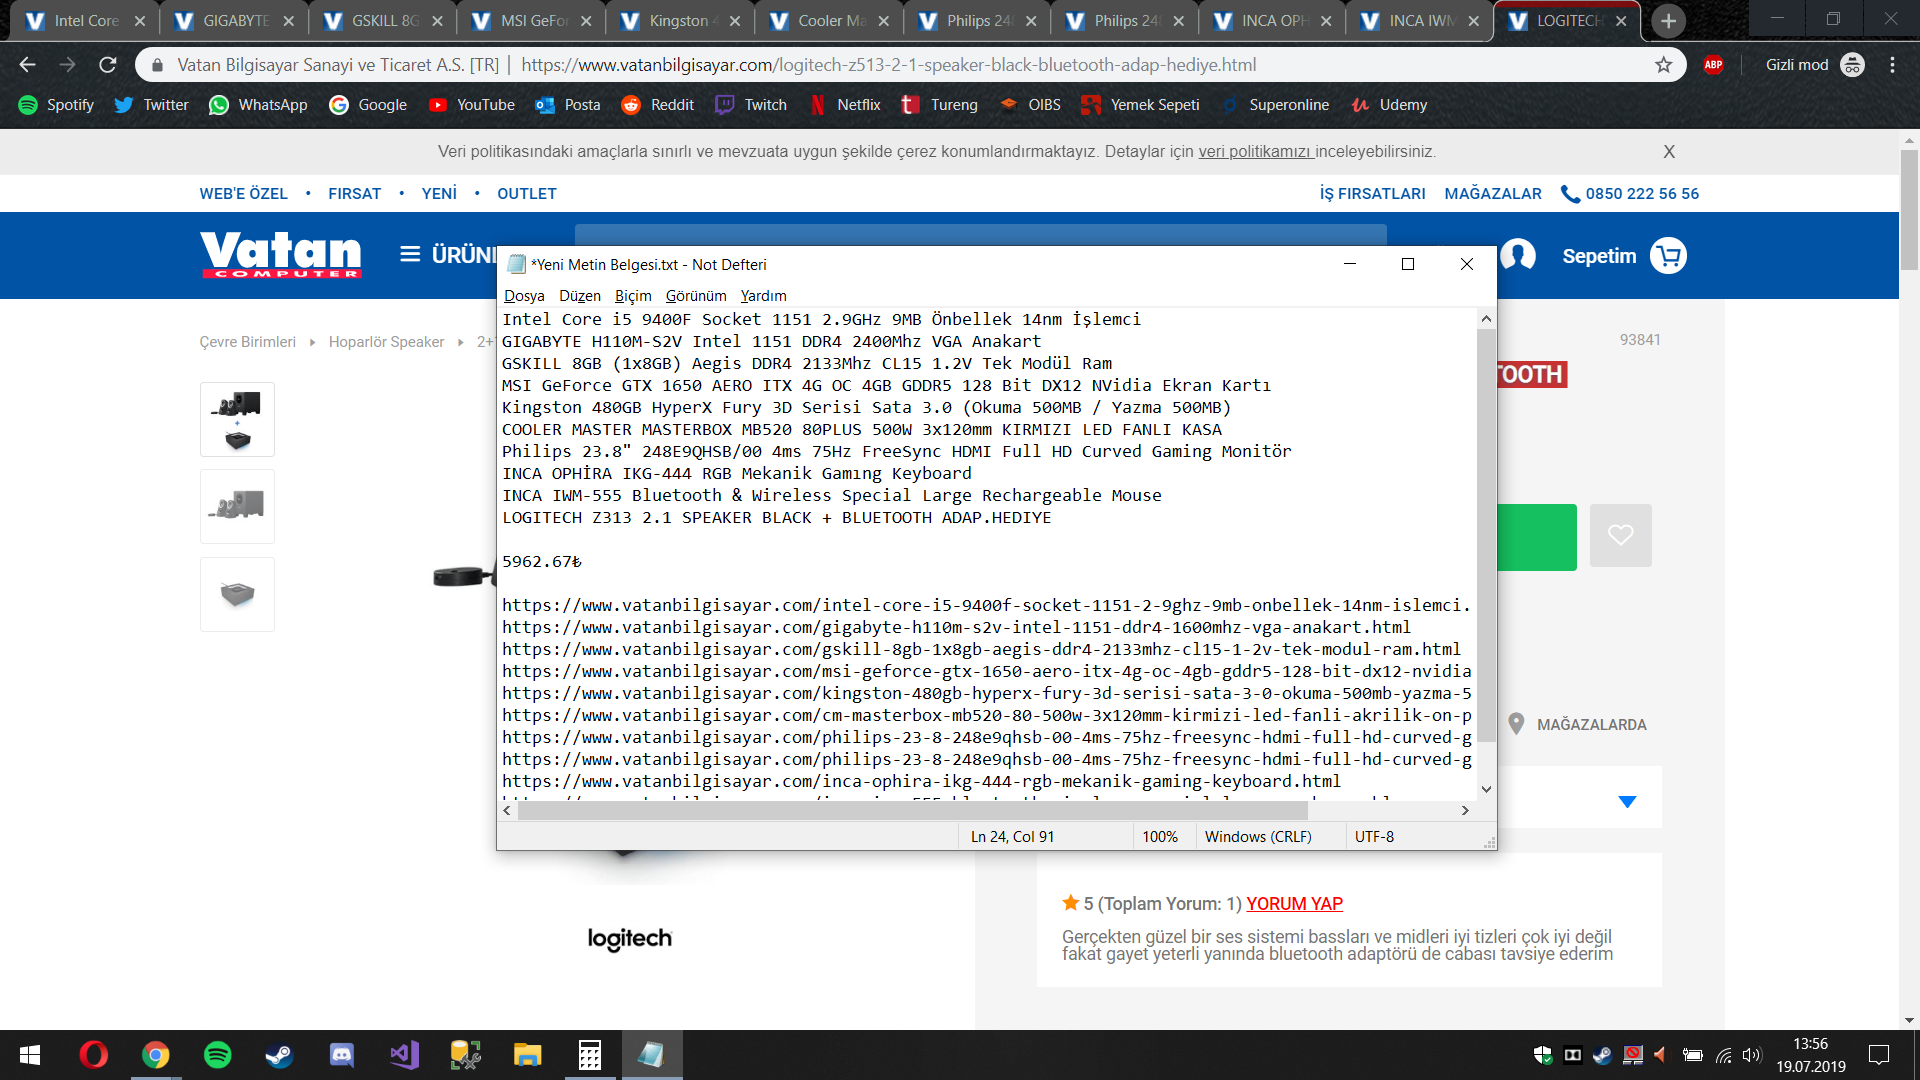 Intel Core
GIGABYTE
GSKILL 8G
MSI GeFor
Kingston 4
Cooler Ma
Philips 24
Philips 24
INCA OPH
INCA IWM
LOGITECH
Vatan Bilgisayar Sanayi ve Ticaret A.S. [TR] | https://www.vatanbilgisayar.com/logitech-z513-2-1-speaker-black-bluetooth-adap-hediye.html
ABP
Gizli mod
Spotify
Twitter
WhatsApp
Google
YouTube
Posta
Reddit
Twitch
Netflix
Tureng
OIBS
Yemek Sepeti
Superonline
Udemy
Veri politikasındaki amaçlarla sınırlı ve mevzuata uygun şekilde çerez konumlandırmaktayız. Detaylar için veri politikamızı inceleyebilirsiniz.
X
WEB'E ÖZEL • FIRSAT • YENİ • OUTLET
İŞ FIRSATLARI MAĞAZALAR 0850 222 56 56
Vatan
COMPUTER
ÜRÜN
Sepetim
*Yeni Metin Belgesi.txt - Not Defteri
Dosya Düzen Biçim Görünüm Yardım
Intel Core i5 9400F Socket 1151 2.9GHz 9MB Önbellek 14nm İşlemci
GIGABYTE H110M-S2V Intel 1151 DDR4 2400Mhz VGA Anakart
GSKILL 8GB (1x8GB) Aegis DDR4 2133Mhz CL15 1.2V Tek Modül Ram
MSI GeForce GTX 1650 AERO ITX 4G OC 4GB GDDR5 128 Bit DX12 NVidia Ekran Kartı
Kingston 480GB HyperX Fury 3D Serisi Sata 3.0 (Okuma 500MB / Yazma 500MB)
COOLER MASTER MASTERBOX MB520 80PLUS 500W 3x120mm KIRMIZI LED FANLI KASA
Philips 23.8" 248E9QHSB/00 4ms 75Hz FreeSync HDMI Full HD Curved Gaming Monitör
INCA OPHİRA IKG-444 RGB Mekanik Gamıng Keyboard
INCA IWM-555 Bluetooth & Wireless Special Large Rechargeable Mouse
LOGITECH Z313 2.1 SPEAKER BLACK + BLUETOOTH ADAP.HEDIYE
5962.67₺
https://www.vatanbilgisayar.com/intel-core-i5-9400f-socket-1151-2-9ghz-9mb-onbellek-14nm-islemci.
https://www.vatanbilgisayar.com/gigabyte-h110m-s2v-intel-1151-ddr4-1600mhz-vga-anakart.html
https://www.vatanbilgisayar.com/gskill-8gb-1x8gb-aegis-ddr4-2133mhz-cl15-1-2v-tek-modul-ram.html
https://www.vatanbilgisayar.com/msi-geforce-gtx-1650-aero-itx-4g-oc-4gb-gddr5-128-bit-dx12-nvidia
https://www.vatanbilgisayar.com/kingston-480gb-hyperx-fury-3d-serisi-sata-3-0-okuma-500mb-yazma-5
https://www.vatanbilgisayar.com/cm-masterbox-mb520-80-500w-3x120mm-kirmizi-led-fanli-akrilik-on-p
https://www.vatanbilgisayar.com/philips-23-8-248e9qhsb-00-4ms-75hz-freesync-hdmi-full-hd-curved-g
https://www.vatanbilgisayar.com/philips-23-8-248e9qhsb-00-4ms-75hz-freesync-hdmi-full-hd-curved-g
https://www.vatanbilgisayar.com/inca-ophira-ikg-444-rgb-mekanik-gaming-keyboard.html
Ln 24, Col 91
100%
Windows (CRLF)
UTF-8
Çevre Birimleri
Hoparlör Speaker
2+
93841
TOOTH
MAĞAZALARDA
5 (Toplam Yorum: 1) YORUM YAP
Gerçekten güzel bir ses sistemi bassları ve midleri iyi tizleri çok iyi değil
fakat gayet yeterli yanında bluetooth adaptörü de cabası tavsiye ederim
logitech
13:56
19.07.2019